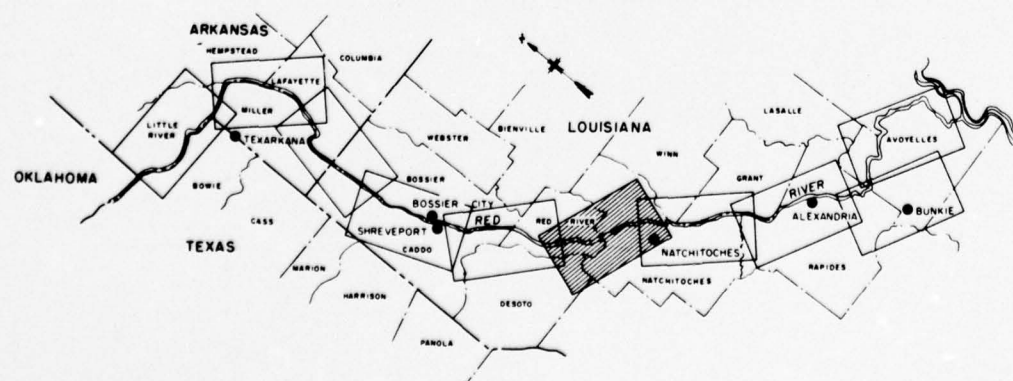 ARKANSAS
HEMPSTEAD
COLUMBIA
LAFAYETTE
MILLER
LITTLE
RIVER
TEXARKANA
OKLAHOMA
BOWIE
CASS
TEXAS
MARION
HARRISON
PANOLA
WEBSTER
BIENVILLE
LOUISIANA
BOSSIER
BOSSIER CITY
SHREVEPORT
CADDO
RED
RED RIVER
DESOTO
WINN
LASALLE
GRANT
RIVER
NATCHITOCHES
NATCHITOCHES
ALEXANDRIA
RAPIDES
AVOYELLES
BUNKIE